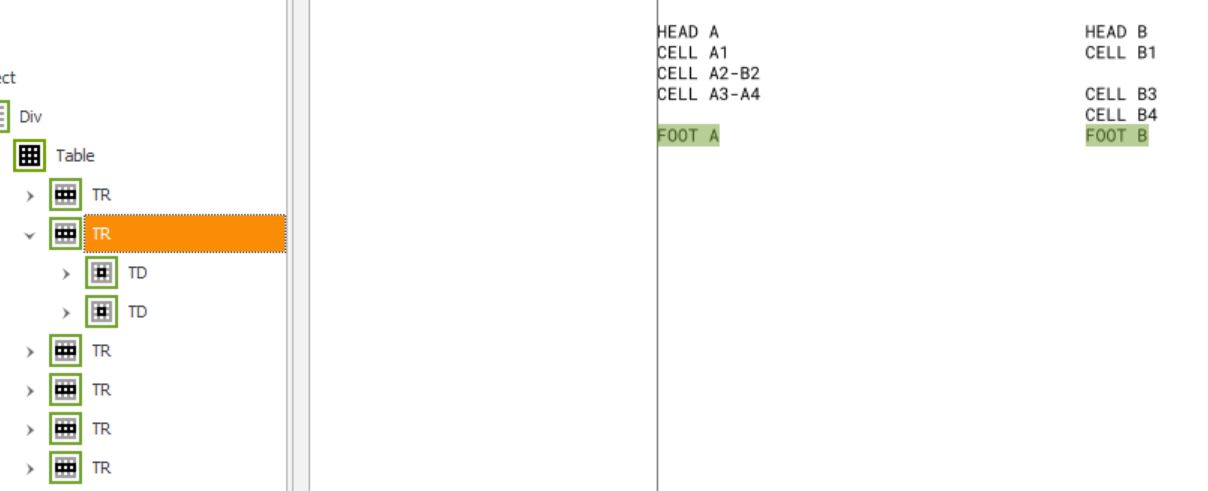 ect
Div
Table
TR
TR
TD
TD
TR
TR
TR
TR
HEAD A HEAD B
CELL A1 CELL B1
CELL A2-B2
CELL A3-A4 CELL B3
CELL B4
FOOT A FOOT B